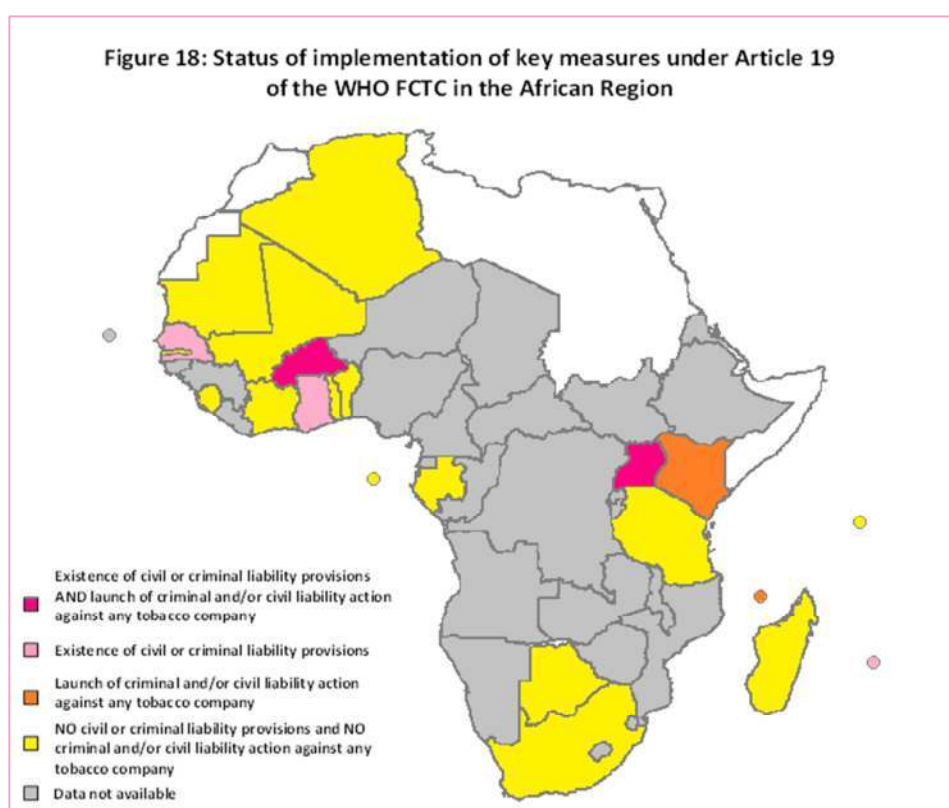 Figure 18: Status of implementation of key measures under Article 19
of the WHO FCTC in the African Region
Existence of civil or criminal liability provisions
AND launch of criminal and/or civil liability action
against any tobacco company
Existence of civil or criminal liability provisions
Launch of criminal and/or civil liability action
against any tobacco company
NO civil or criminal liability provisions and NO
criminal and/or civil liability action against any
tobacco company
Data not available